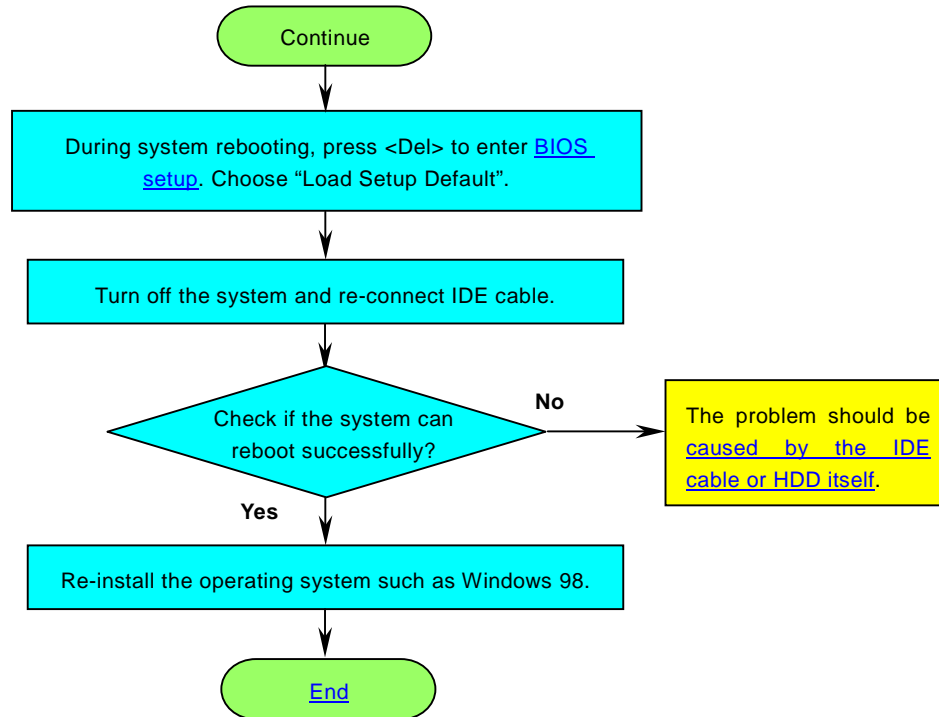 Continue
During system rebooting, press <Del> to enter BIOS
setup. Choose “Load Setup Default”.
Turn off the system and re-connect IDE cable.
Check if the system can
reboot successfully?
No
The problem should be
caused by the IDE
cable or HDD itself.
Yes
Re-install the operating system such as Windows 98.
End